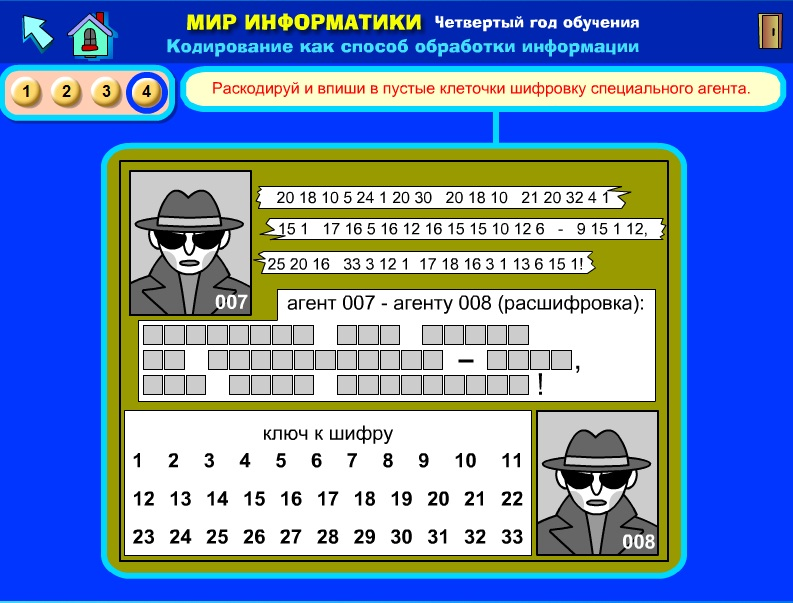 МИР ИНФОРМАТИКИ Четвертый год обучения
Кодирование как способ обработки информации
1 2 3 4
Раскодируй и впиши в пустые клеточки шифровку специального агента.
20 18 10 5 24 1 20 30 20 18 10 21 20 32 4 1
15 1 17 16 5 16 12 16 15 15 10 12 6 - 9 15 1 12,
25 20 16 33 3 12 1 17 18 16 3 1 13 6 15 1!
007
агент 007 - агенту 008 (расшифровка):
– ,
!
ключ к шифру
1 2 3 4 5 6 7 8 9 10 11
12 13 14 15 16 17 18 19 20 21 22
23 24 25 26 27 28 29 30 31 32 33
008